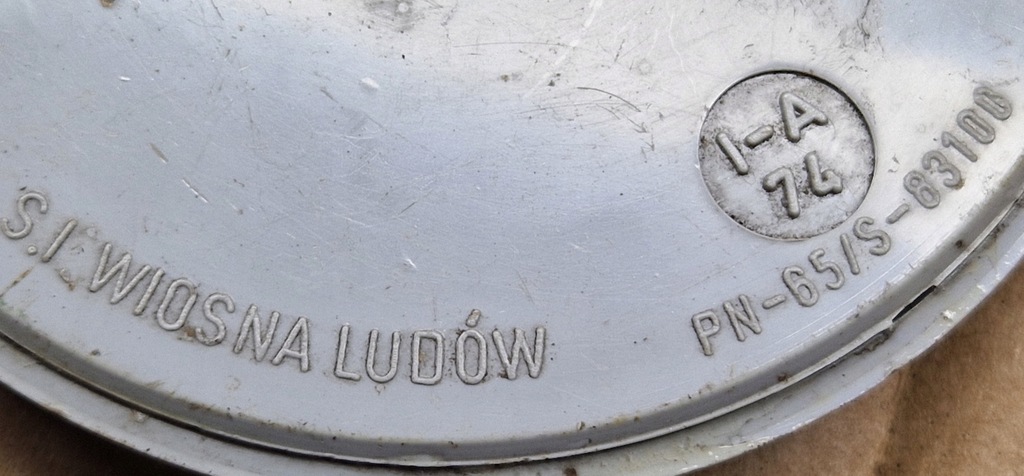 S.I. WIOSNA LUDÓW
I-A
74
PN-65/S-83100